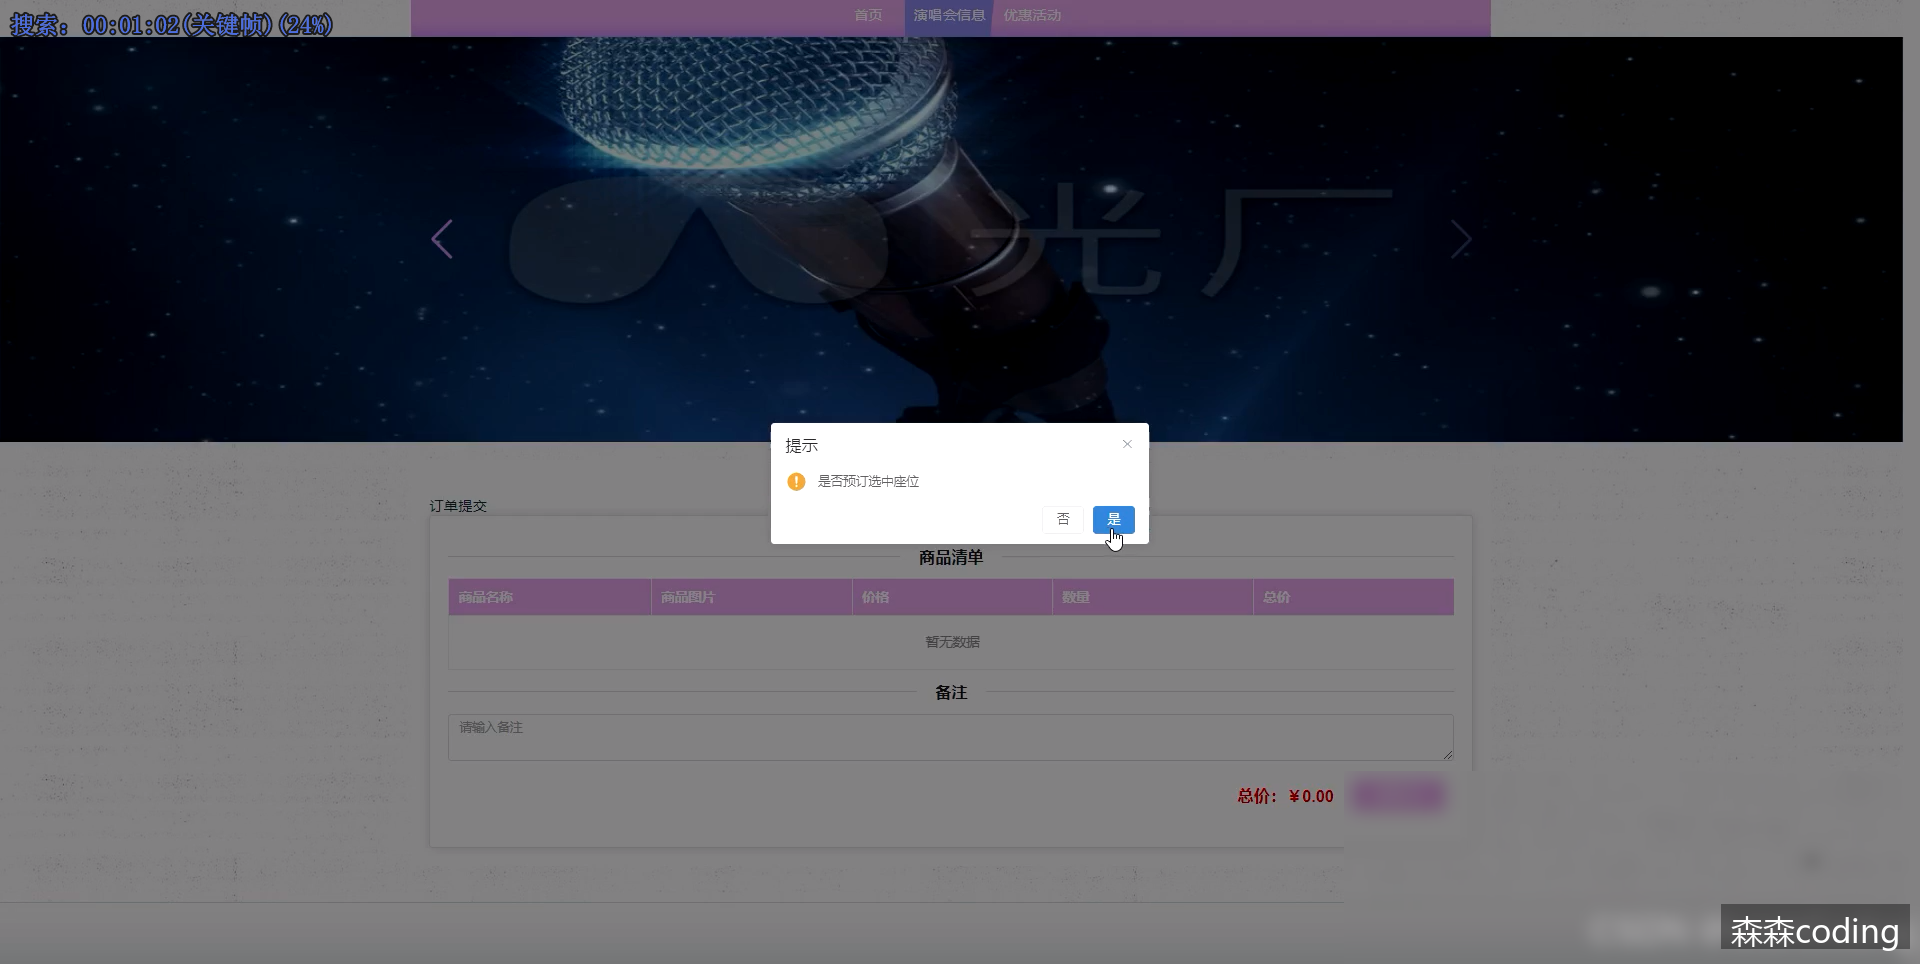 搜索: 00:01:02(关键帧)(24%)
首页 演唱会信息 优惠活动
光厂
提示
是否预订选中座位
否 是
订单提交
商品清单
商品名称 商品图片 价格 数量 总价
暂无数据
备注
请输入备注
总价: ￥0.00
森森coding